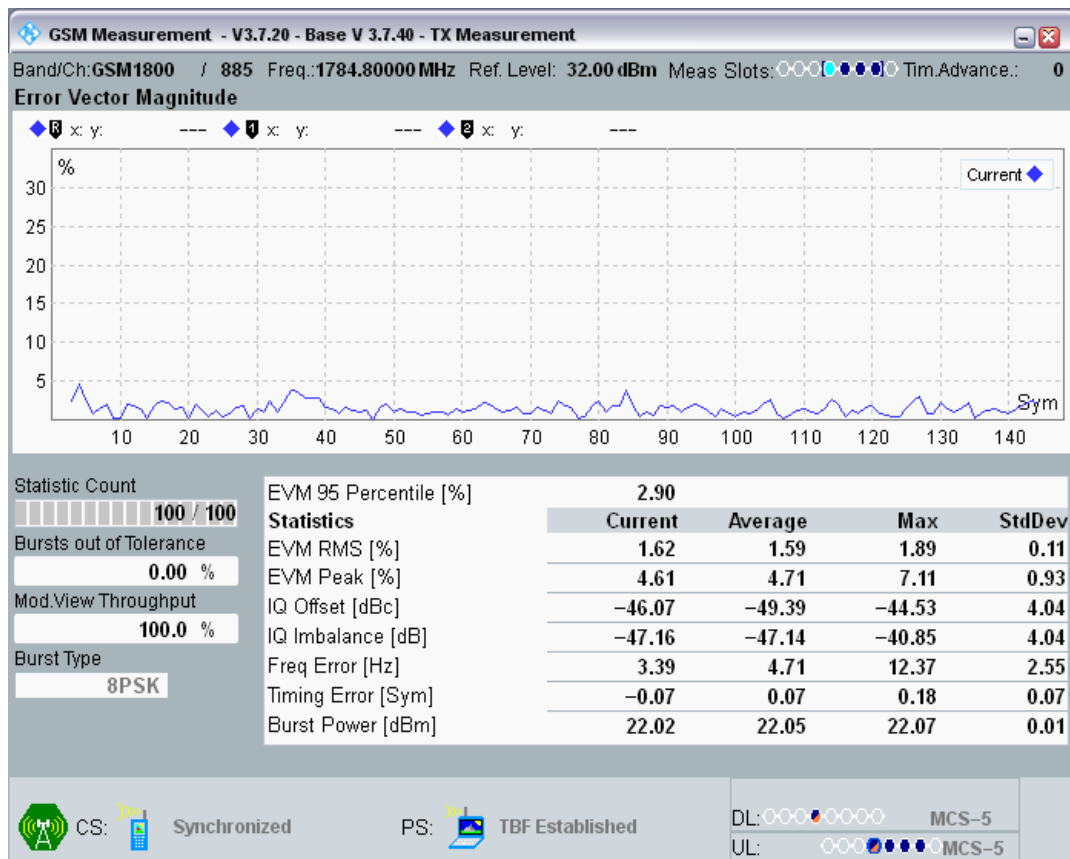 GSM Measurement - V3.7.20 - Base V 3.7.40 - TX Measurement
Band/Ch:GSM1800 / 885 Freq.:1784.80000 MHz Ref. Level: 32.00 dBm Meas Slots: Tim.Advance.: 0
Error Vector Magnitude
R x: y: --- 1 x: y: --- 2 x: y: ---
%
Current
30
25
20
15
10
5
Sym
10 20 30 40 50 60 70 80 90 100 110 120 130 140
Statistic Count
100 / 100
Bursts out of Tolerance
0.00 %
Mod.View Throughput
100.0 %
Burst Type
8PSK
EVM 95 Percentile [%] 2.90
Statistics Current Average Max StdDev
EVM RMS [%] 1.62 1.59 1.89 0.11
EVM Peak [%] 4.61 4.71 7.11 0.93
IQ Offset [dBc] −46.07 −49.39 −44.53 4.04
IQ Imbalance [dB] −47.16 −47.14 −40.85 4.04
Freq Error [Hz] 3.39 4.71 12.37 2.55
Timing Error [Sym] −0.07 0.07 0.18 0.07
Burst Power [dBm] 22.02 22.05 22.07 0.01
CS: Synchronized PS: TBF Established
DL: MCS−5
UL: MCS−5